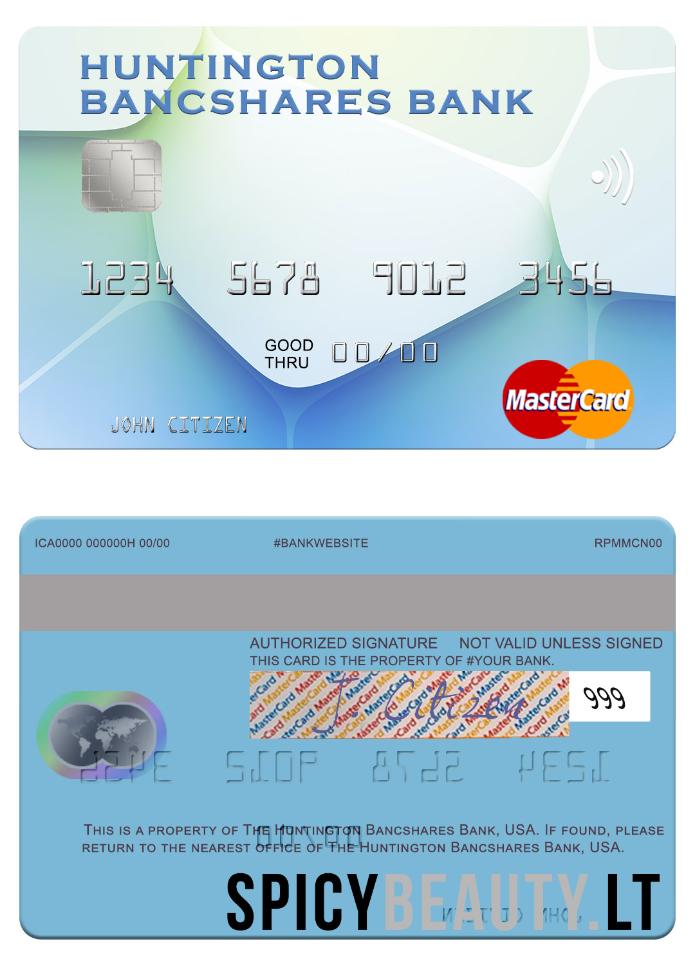 HUNTINGTON
BANCSHARES BANK
1234 5678 9012 3456
GOOD
THRU 00/00
JOHN CITIZEN
MasterCard
ICA0000 000000H 00/00 #BANKWEBSITE RPMMCN00
AUTHORIZED SIGNATURE NOT VALID UNLESS SIGNED
THIS CARD IS THE PROPERTY OF #YOUR BANK.
J Citizen 999
THIS IS A PROPERTY OF THE HUNTINGTON BANCSHARES BANK, USA. IF FOUND, PLEASE
RETURN TO THE NEAREST OFFICE OF THE HUNTINGTON BANCSHARES BANK, USA.
SPICYBEAUTY.LT